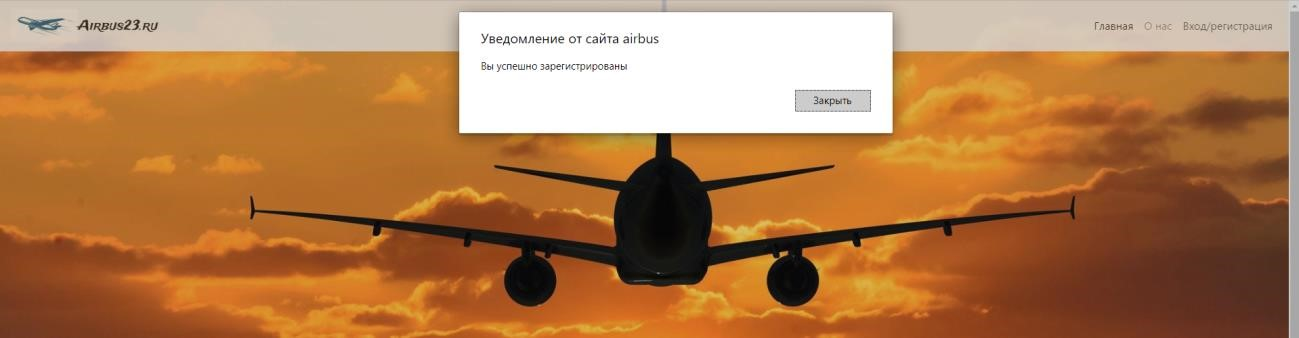 Airbus23.ru
Главная О нас Вход/регистрация
Уведомление от сайта airbus
Вы успешно зарегистрированы
Закрыть